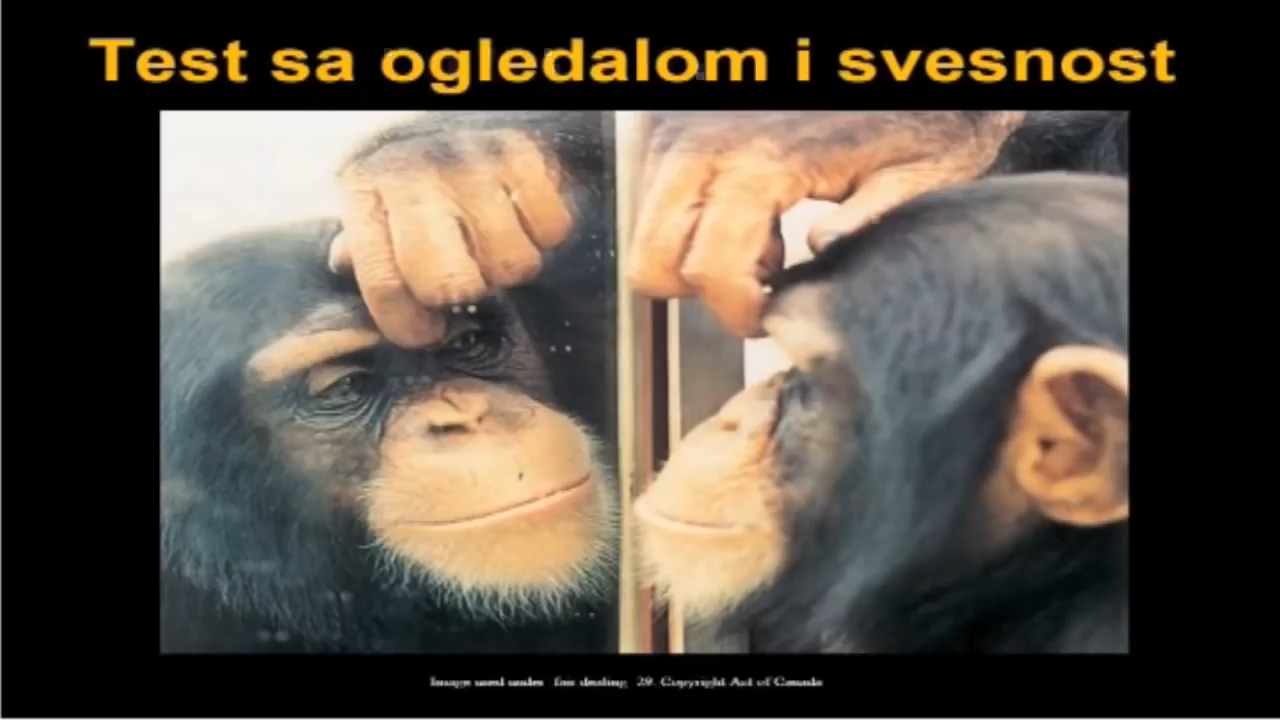 Test sa ogledalom i svesnost
Image used under fair dealing 29. Copyright Act of Canada